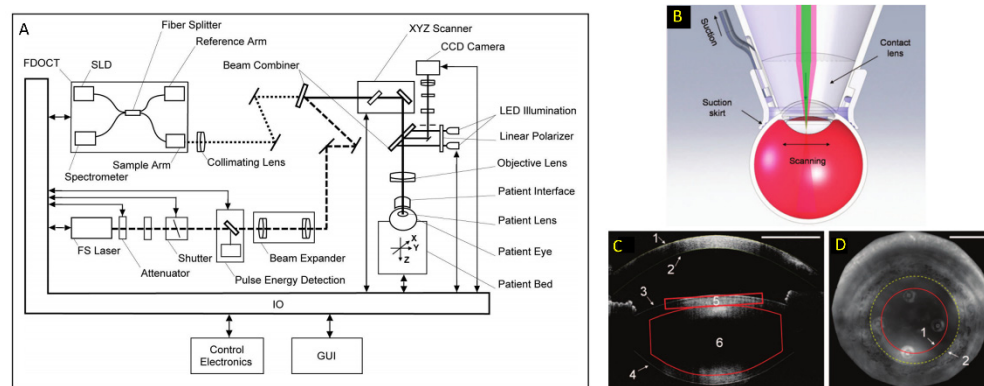 A
Fiber Splitter
FDOCT
SLD
Reference Arm
Beam Combiner
XYZ Scanner
CCD Camera
LED Illumination
Linear Polarizer
Collimating Lens
Sample Arm
Spectrometer
Objective Lens
Patient Interface
Patient Lens
Patient Eye
Patient Bed
X
Y
Z
FS Laser
Attenuator
Shutter
Beam Expander
Pulse Energy Detection
IO
Control
Electronics
GUI
B
Suction
Contact
lens
Suction
skirt
Scanning
C
1
2
3
5
6
4
D
1
2